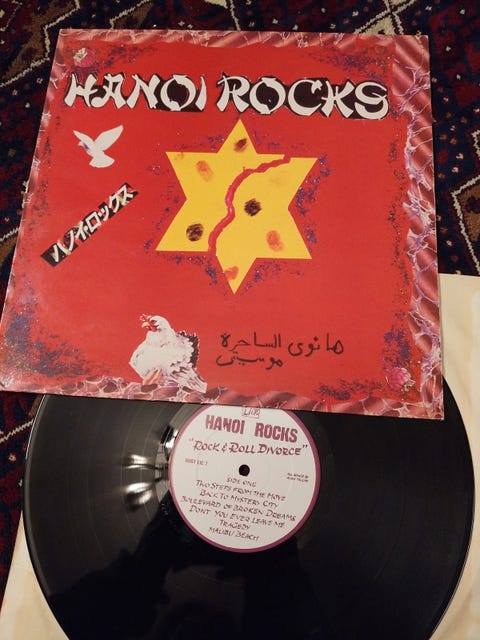 HANOI ROCKS
ハノイ・ロックス
هانوى الساحرة
موسيقى
LICK
HANOI ROCKS
"ROCK & ROLL DIVORCE"
SIDE ONE
TWO STEPS FROM THE MOVE
BACK TO MYSTERY CITY
BOULEVARD OF BROKEN DREAMS
DONT YOU EVER LEAVE ME
TRAGEDY
MALIBU BEACH